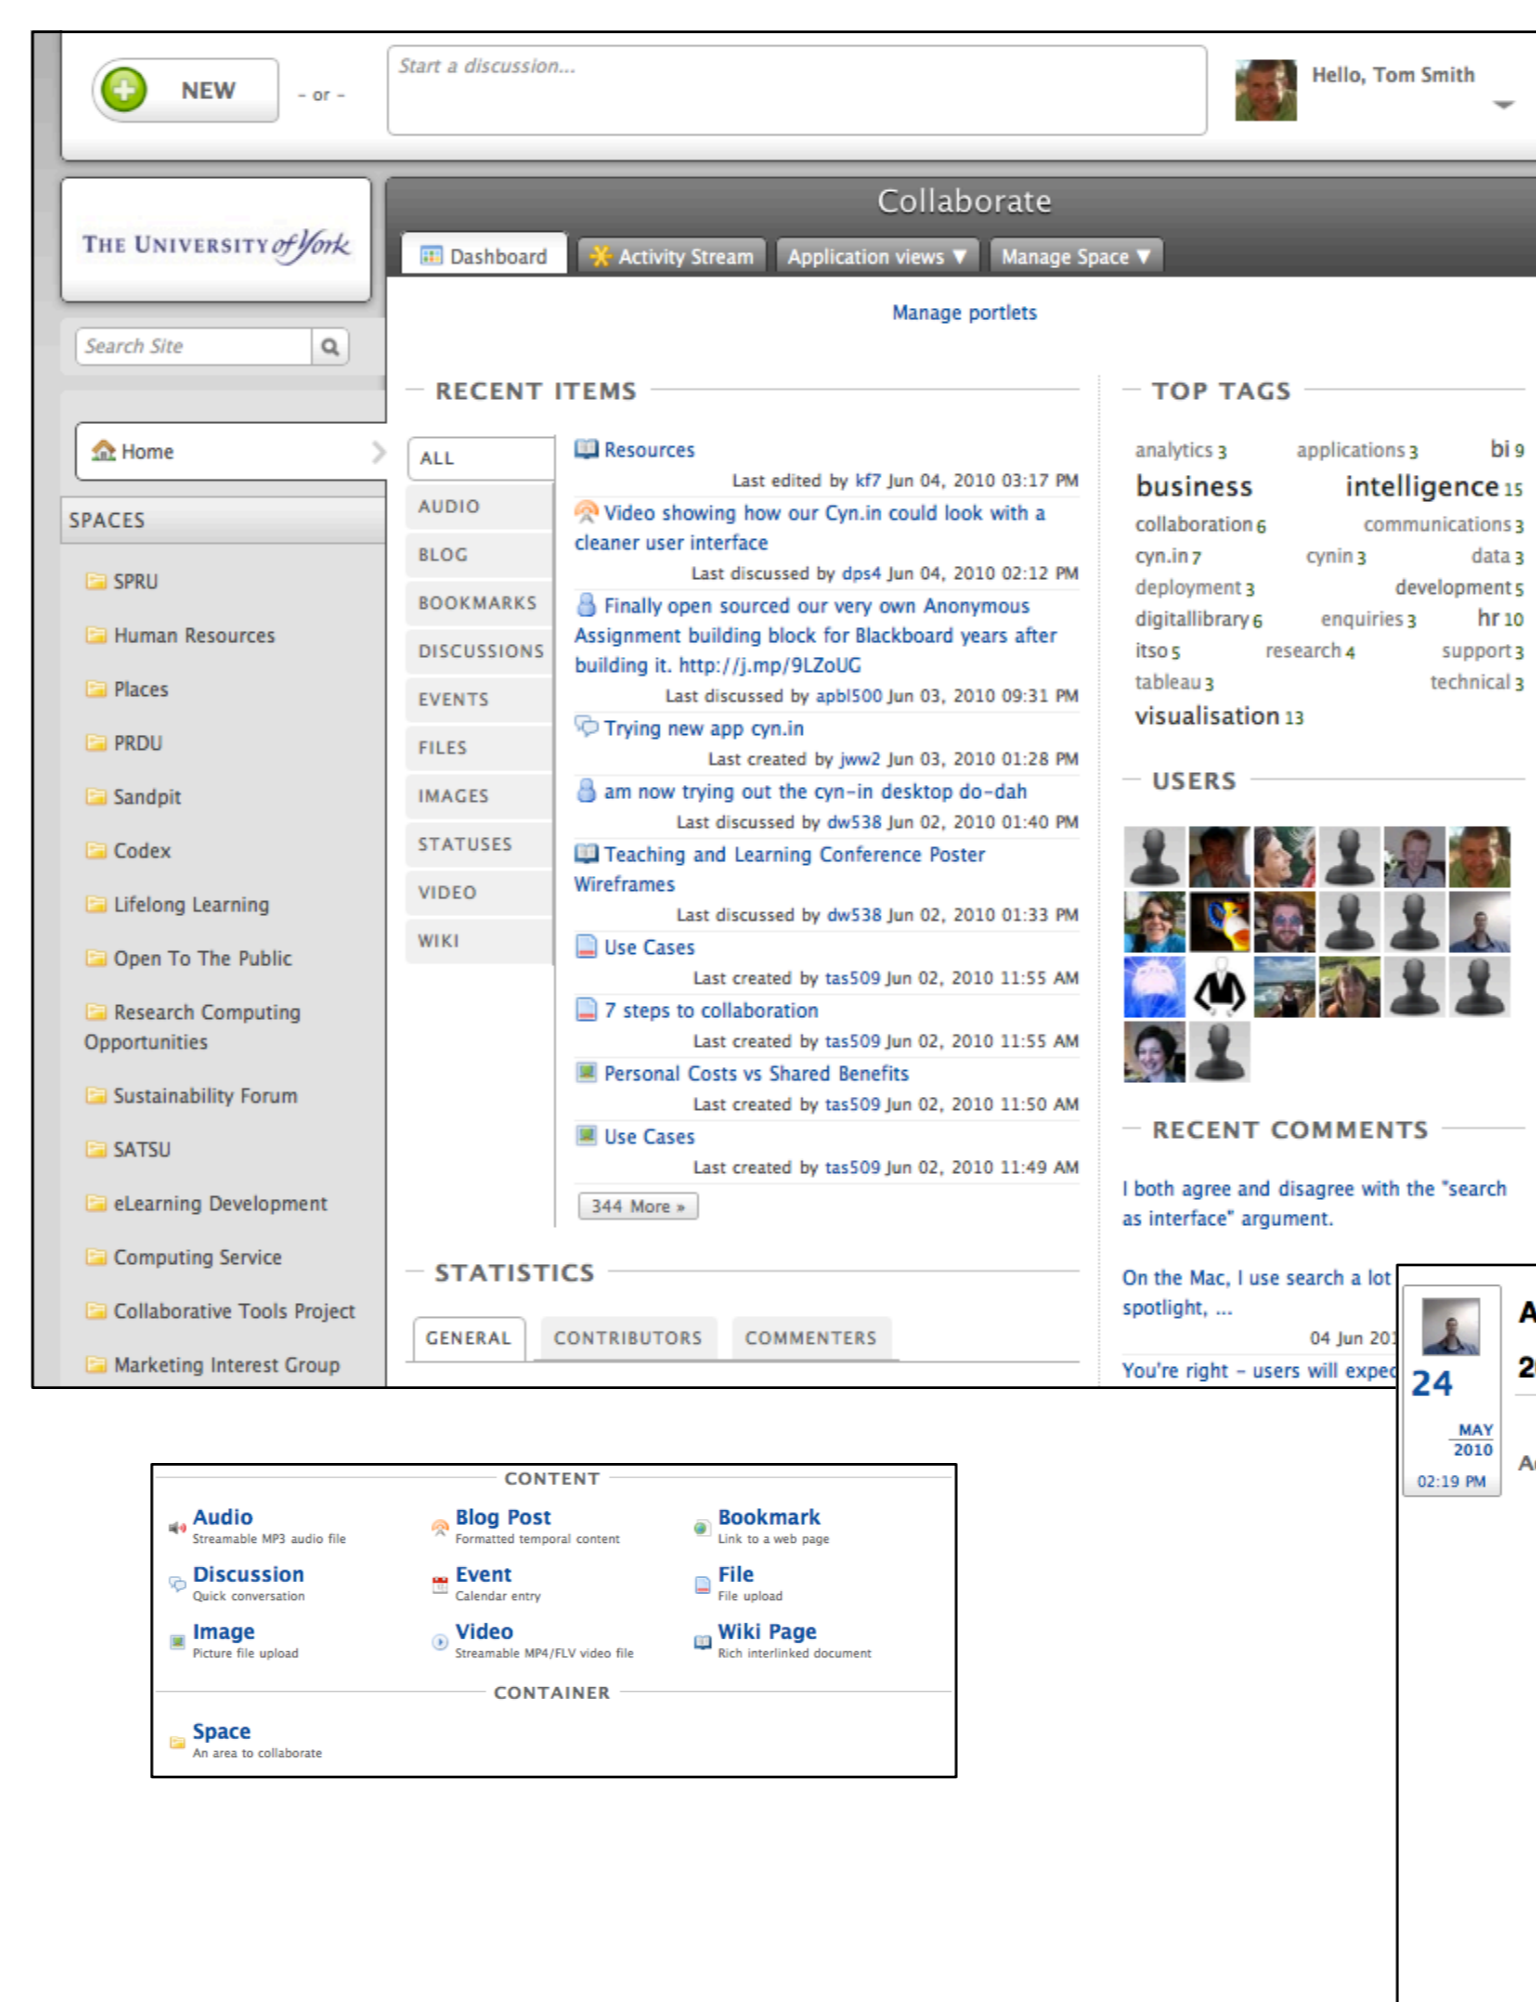 NEW
- or -
Start a discussion...
Hello, Tom Smith
THE UNIVERSITY of York
Search Site
Home
SPACES
SPRU
Human Resources
Places
PRDU
Sandpit
Codex
Lifelong Learning
Open To The Public
Research Computing
Opportunities
Sustainability Forum
SATSU
eLearning Development
Computing Service
Collaborative Tools Project
Marketing Interest Group
Collaborate
Dashboard
Activity Stream
Application views ▼
Manage Space ▼
Manage portlets
RECENT ITEMS
ALL
AUDIO
BLOG
BOOKMARKS
DISCUSSIONS
EVENTS
FILES
IMAGES
STATUSES
VIDEO
WIKI
Resources
Last edited by kf7 Jun 04, 2010 03:17 PM
Video showing how our Cyn.in could look with a
cleaner user interface
Last discussed by dps4 Jun 04, 2010 02:12 PM
Finally open sourced our very own Anonymous
Assignment building block for Blackboard years after
building it. http://j.mp/9LZoUG
Last discussed by apbl500 Jun 03, 2010 09:31 PM
Trying new app cyn.in
Last created by jww2 Jun 03, 2010 01:28 PM
am now trying out the cyn-in desktop do-dah
Last discussed by dw538 Jun 02, 2010 01:40 PM
Teaching and Learning Conference Poster
Wireframes
Last discussed by dw538 Jun 02, 2010 01:33 PM
Use Cases
Last created by tas509 Jun 02, 2010 11:55 AM
7 steps to collaboration
Last created by tas509 Jun 02, 2010 11:55 AM
Personal Costs vs Shared Benefits
Last created by tas509 Jun 02, 2010 11:50 AM
Use Cases
Last created by tas509 Jun 02, 2010 11:49 AM
344 More »
STATISTICS
GENERAL
CONTRIBUTORS
COMMENTERS
TOP TAGS
analytics 3 applications 3 bi 9
business intelligence 15
collaboration 6 communications 3
cyn.in 7 cynin 3 data 3
deployment 3 development 5
digitallibrary 6 enquiries 3 hr 10
itso 5 research 4 support 3
tableau 3 technical 3
visualisation 13
USERS
RECENT COMMENTS
I both agree and disagree with the "search
as interface" argument.
On the Mac, I use search a lot
spotlight, ...
04 Jun 201
You're right - users will expec
24
MAY
2010
02:19 PM
CONTENT
Audio
Streamable MP3 audio file
Blog Post
Formatted temporal content
Bookmark
Link to a web page
Discussion
Quick conversation
Event
Calendar entry
File
File upload
Image
Picture file upload
Video
Streamable MP4/FLV video file
Wiki Page
Rich interlinked document
CONTAINER
Space
An area to collaborate